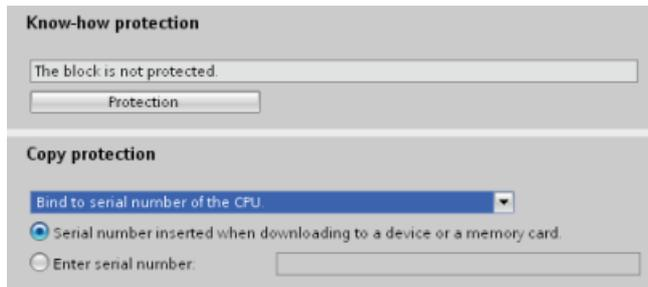 Know-how protection
The block is not protected.
Protection
Copy protection
Bind to serial number of the CPU.
Serial number inserted when downloading to a device or a memory card.
Enter serial number: